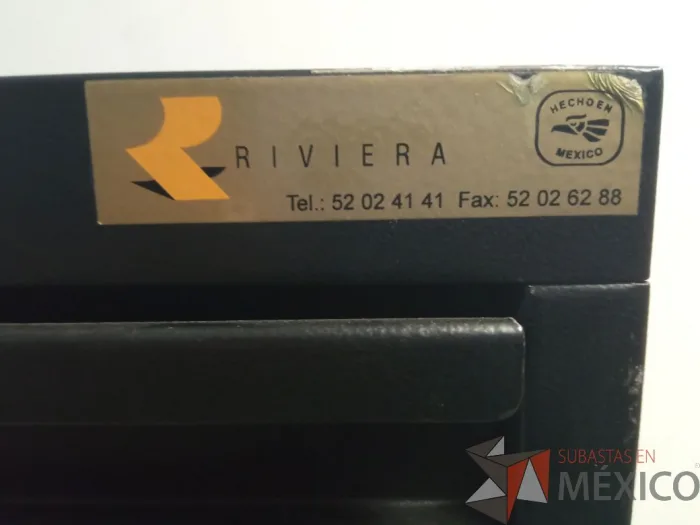 RIVIERA
HECHO EN
MEXICO
Tel.: 52 02 41 41 Fax: 52 02 62 88
SUBASTAS EN
MÉXICO